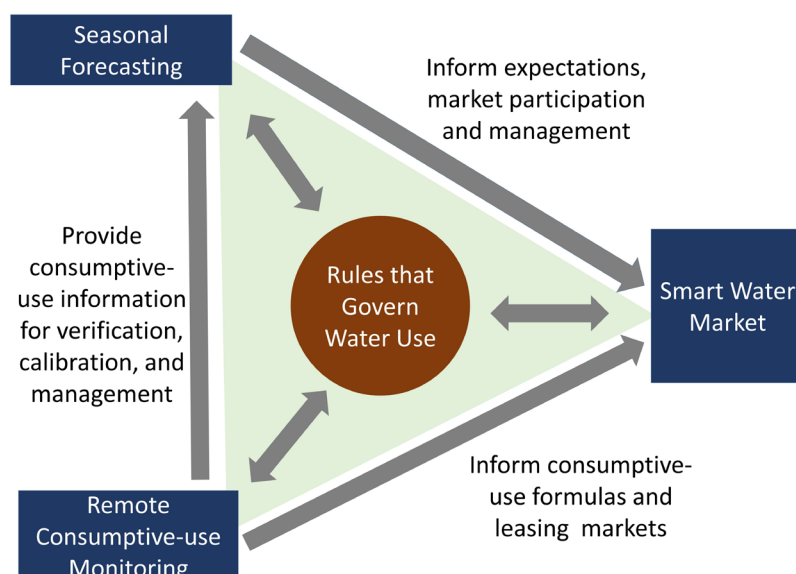 Seasonal
Forecasting
Inform expectations,
market participation
and management
Provide
consumptive-
use information
for verification,
calibration, and
management
Rules that
Govern
Water Use
Smart Water
Market
Inform consumptive-
use formulas and
leasing markets
Remote
Consumptive-use
Monitoring